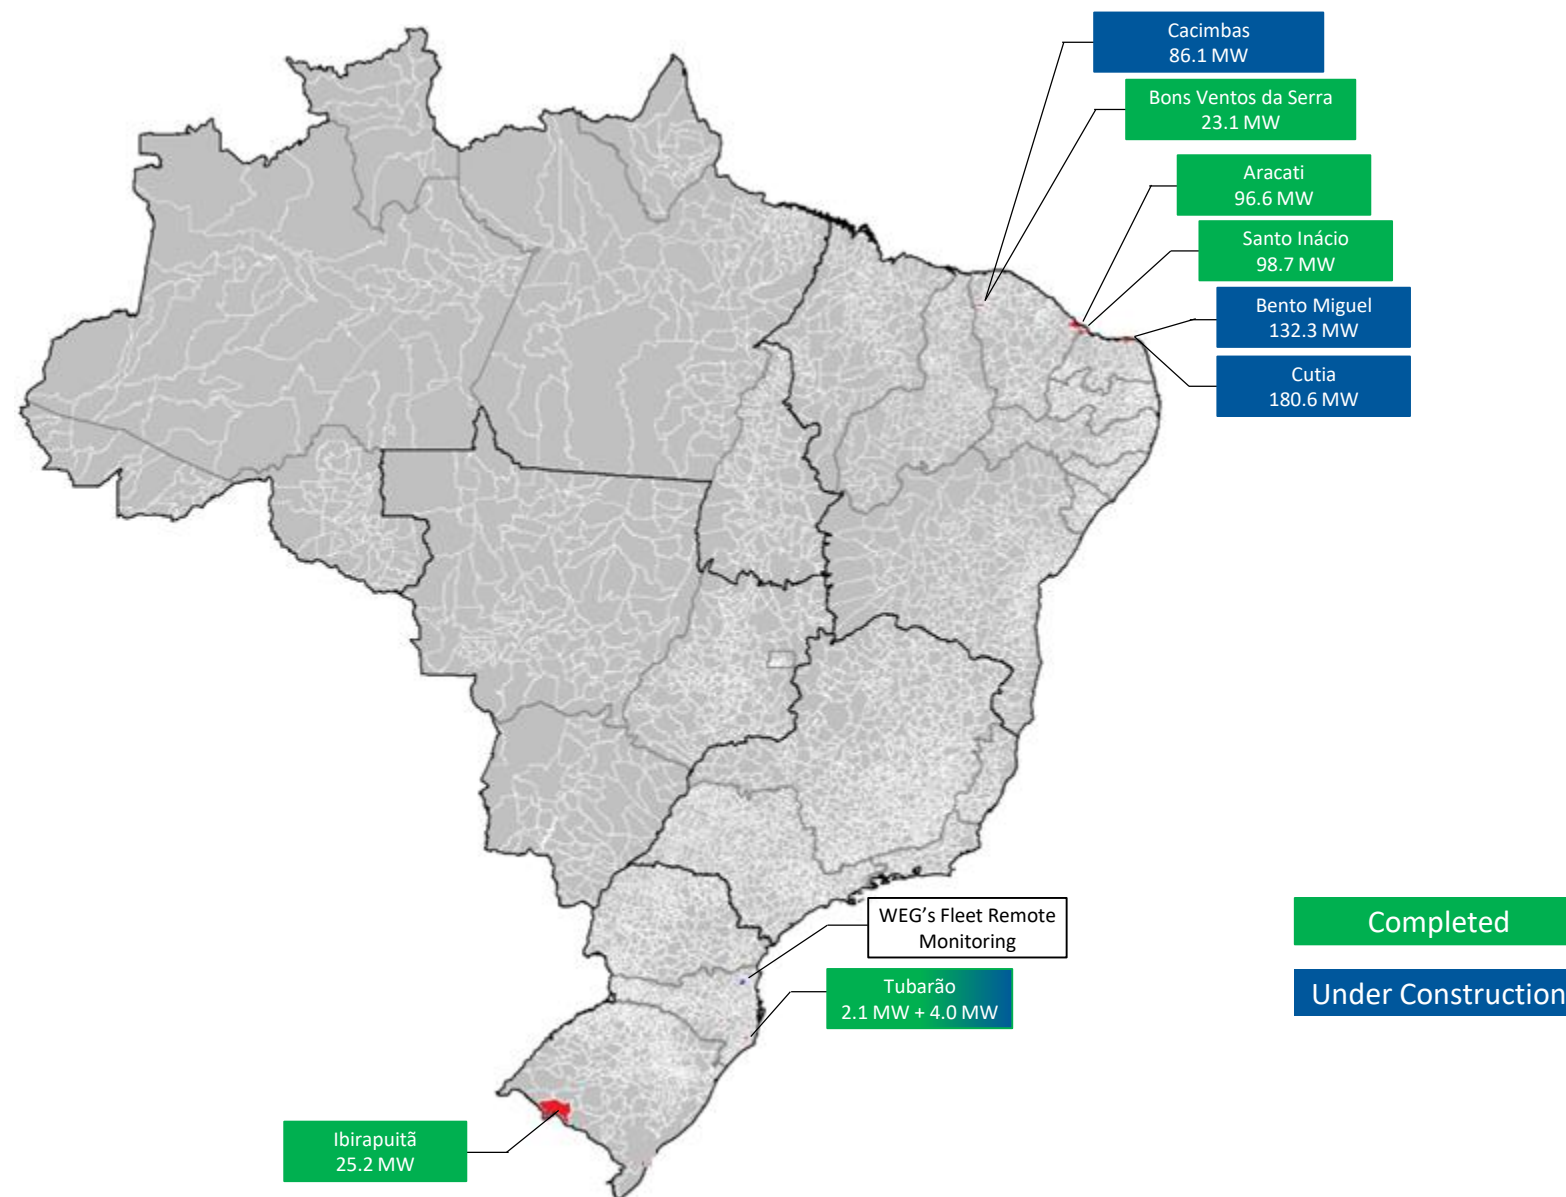 Cacimbas
86.1 MW
Bons Ventos da Serra
23.1 MW
Aracati
96.6 MW
Santo Inácio
98.7 MW
Bento Miguel
132.3 MW
Cutia
180.6 MW
WEG’s Fleet Remote
Monitoring
Tubarão
2.1 MW + 4.0 MW
Ibirapuitã
25.2 MW
Completed
Under Construction